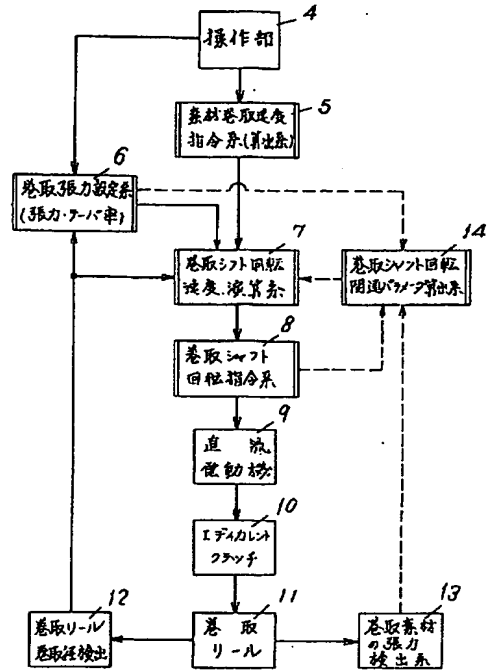 4
操作部
5
素材巻取速度
指令系(算出系)
6
巻取張力設定系
(張力・テーパ率)
7
巻取シフト回転
速度演算系
14
巻取シャフト回転
関連パラメータ算出系
8
巻取シャフト
回転指令系
9
直流
電動機
10
エディカレント
クラッチ
12
巻取リール
巻取径検出
11
巻取
リール
13
巻取素材
の張力
検出系